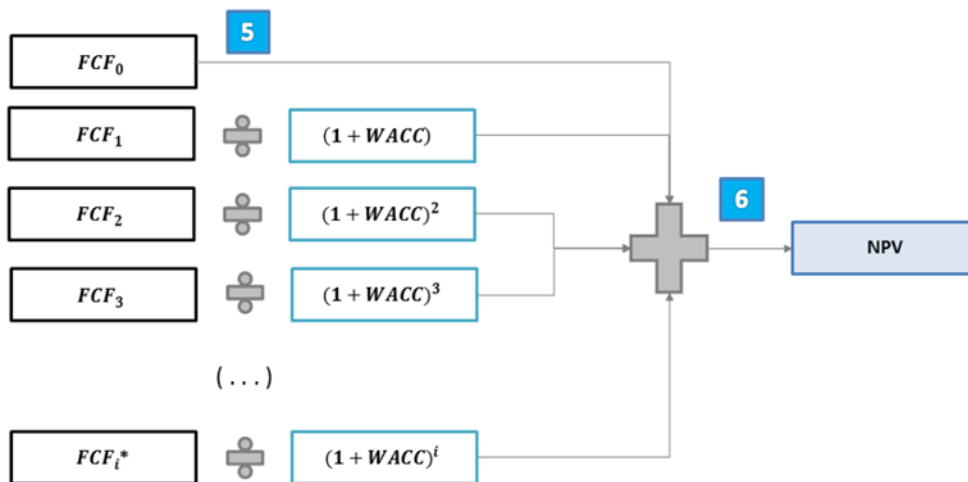 5
FCF₀
FCF₁ (1 + WACC)
6
FCF₂ (1 + WACC)²
NPV
FCF₃ (1 + WACC)³
(...)
FCFᵢ* (1 + WACC)ⁱ